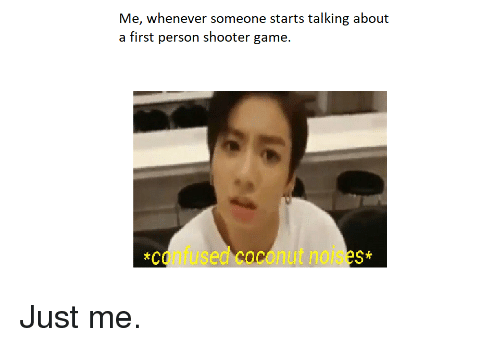 Me, whenever someone starts talking about
a first person shooter game.
*confused coconut noises*
Just me.